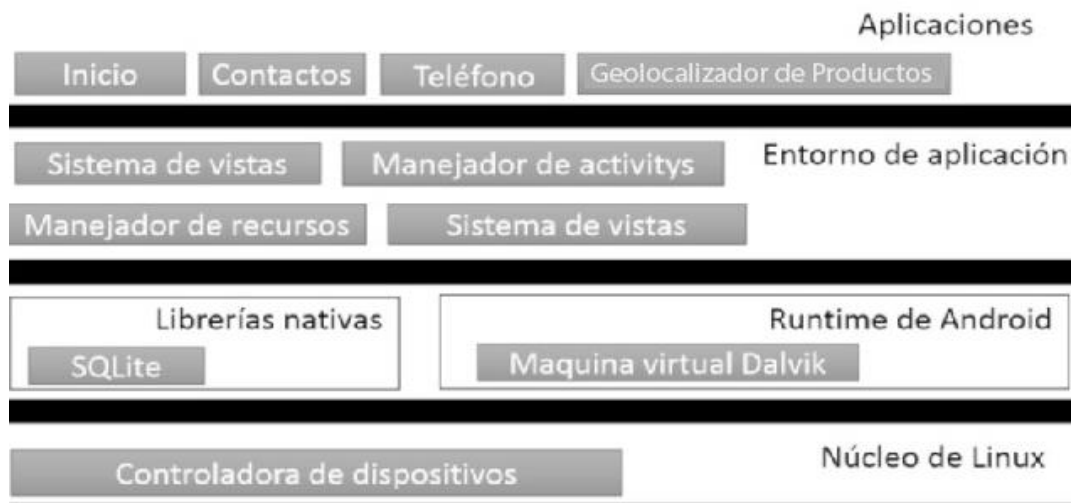 Aplicaciones
Inicio Contactos Teléfono Geolocalizador de Productos
Entorno de aplicación
Sistema de vistas Manejador de activitys
Manejador de recursos Sistema de vistas
Librerías nativas Runtime de Android
SQLite Maquina virtual Dalvik
Núcleo de Linux
Controladora de dispositivos